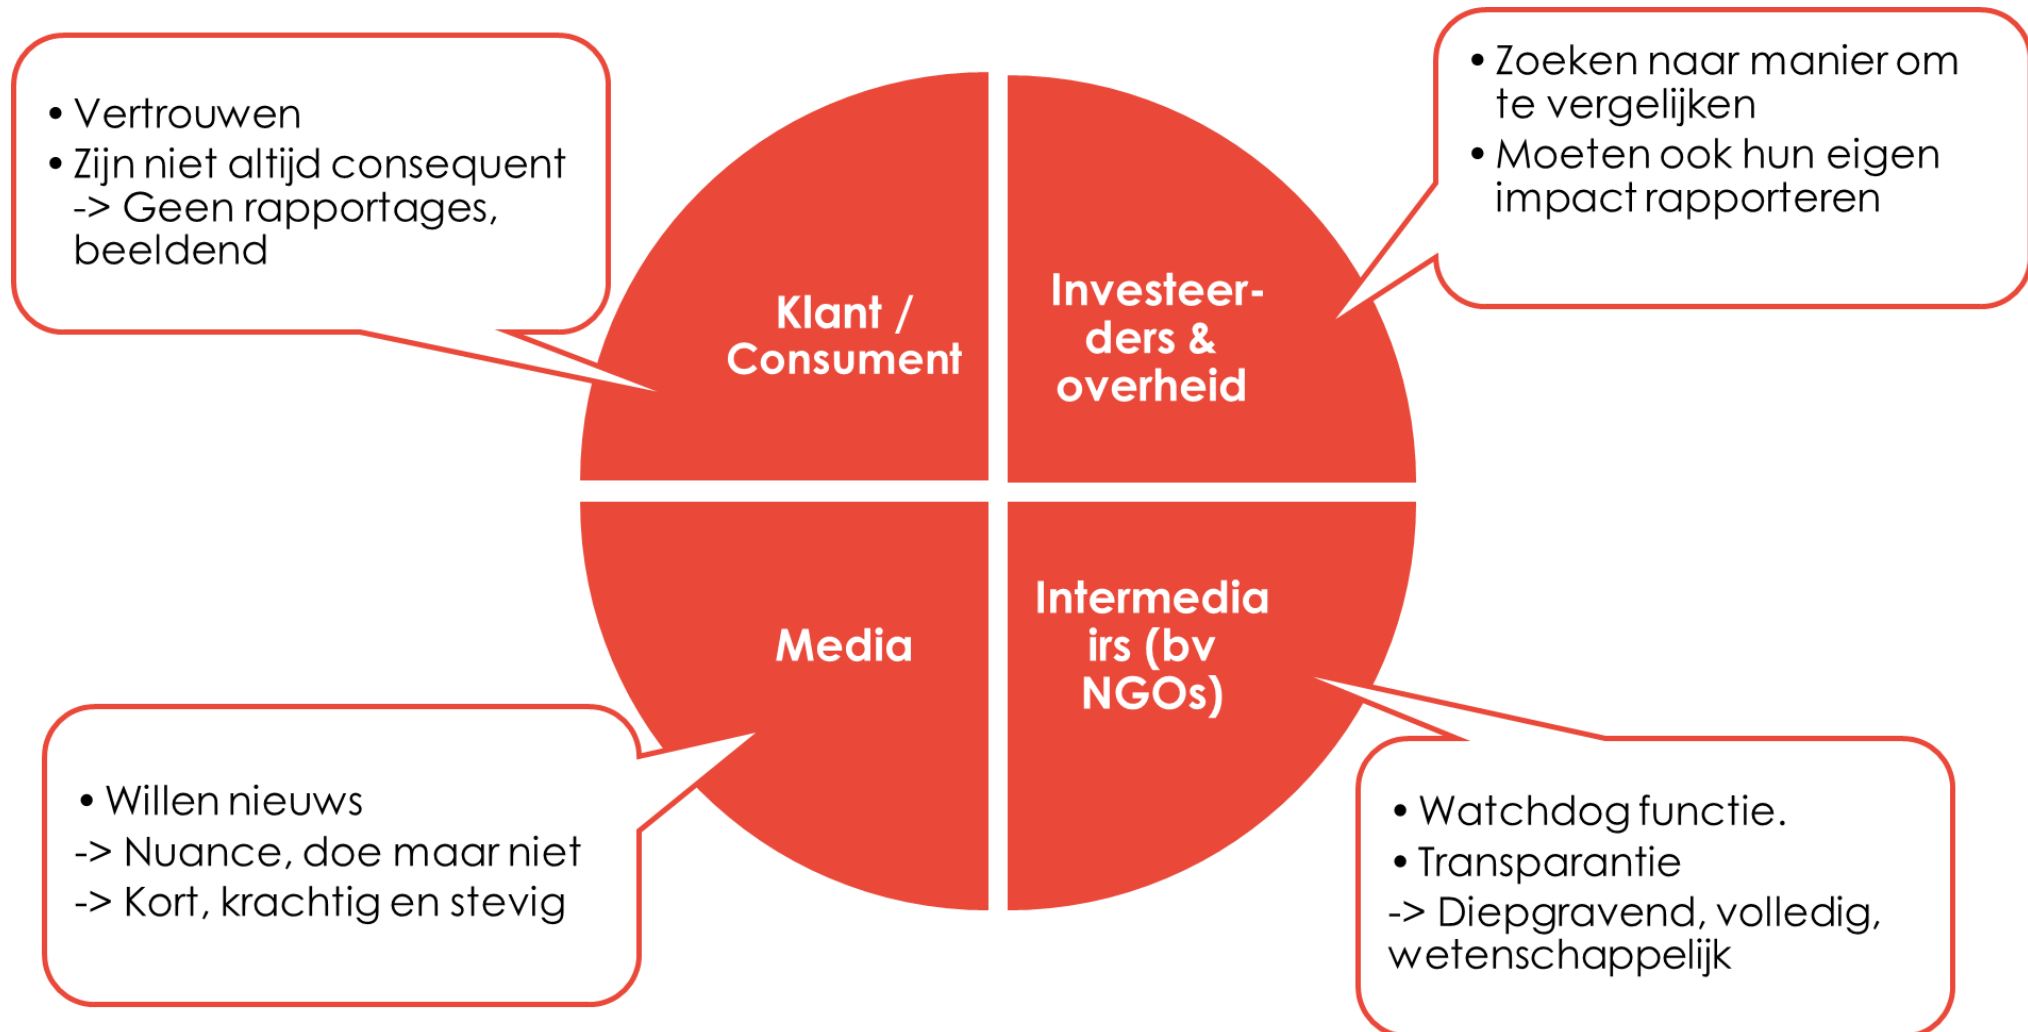 • Vertrouwen
• Zijn niet altijd consequent
-> Geen rapportages,
beeldend
Klant /
Consument
• Zoeken naar manier om
te vergelijken
• Moeten ook hun eigen
impact rapporteren
Investeer-
ders &
overheid
Media
• Willen nieuws
-> Nuance, doe maar niet
-> Kort, krachtig en stevig
Intermedia
irs (bv
NGOs)
• Watchdog functie.
• Transparantie
-> Diepgravend, volledig,
wetenschappelijk